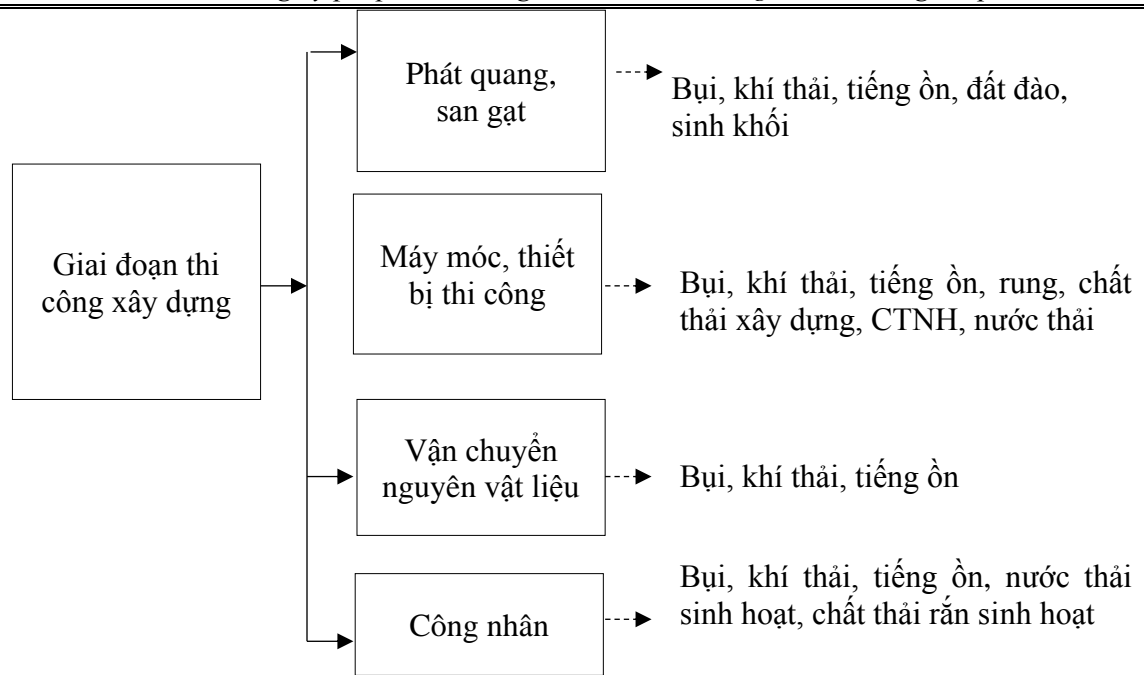 Phát quang,
san gạt
Bụi, khí thải, tiếng ồn, đất đào,
sinh khối
Giai đoạn thi
công xây dựng
Máy móc, thiết
bị thi công
Bụi, khí thải, tiếng ồn, rung, chất
thải xây dựng, CTNH, nước thải
Vận chuyển
nguyên vật liệu
Bụi, khí thải, tiếng ồn
Công nhân
Bụi, khí thải, tiếng ồn, nước thải
sinh hoạt, chất thải rắn sinh hoạt